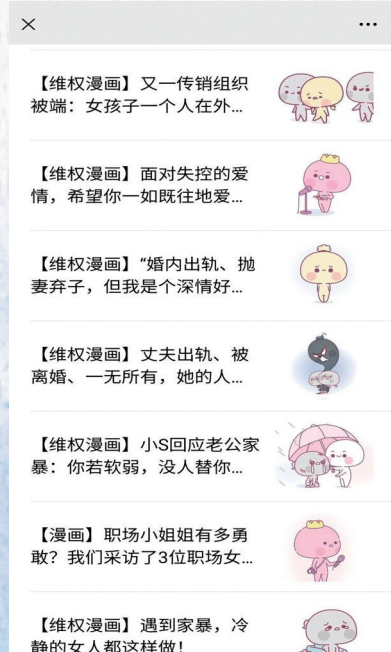 【维权漫画】又一传销组织
被端：女孩子一个人在外...
【维权漫画】面对失控的爱
情，希望你一如既往地爱...
【维权漫画】“婚内出轨、抛
妻弃子，但我是个深情好...
【维权漫画】丈夫出轨、被
离婚、一无所有，她的人...
【维权漫画】小S回应老公家
暴：你若软弱，没人替你...
【漫画】职场小姐姐有多勇
敢？我们采访了3位职场女...
【维权漫画】遇到家暴，冷
静的女人都这样做！